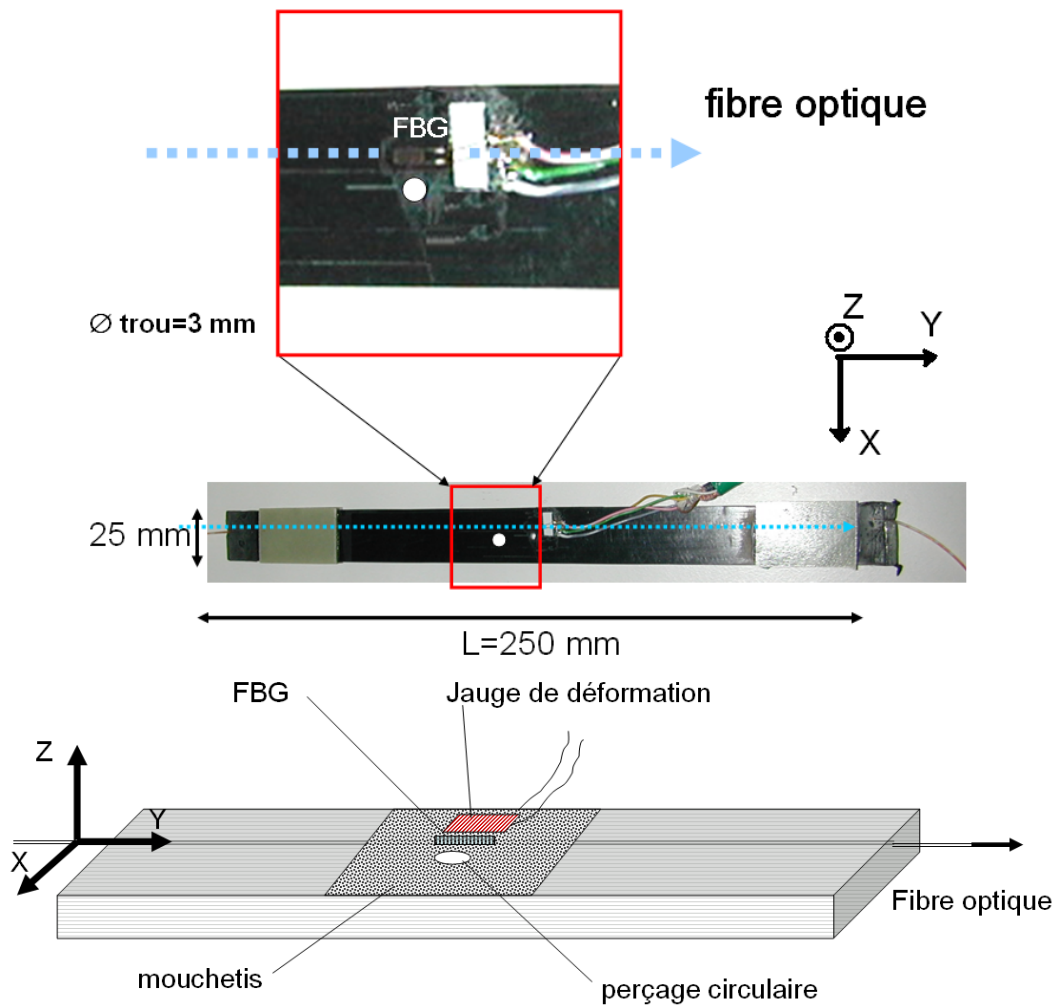 fibre optique
FBG
∅ trou=3 mm
Z
Y
X
25 mm
L=250 mm
FBG
Jauge de déformation
Z
Y
X
Fibre optique
mouchetis
perçage circulaire